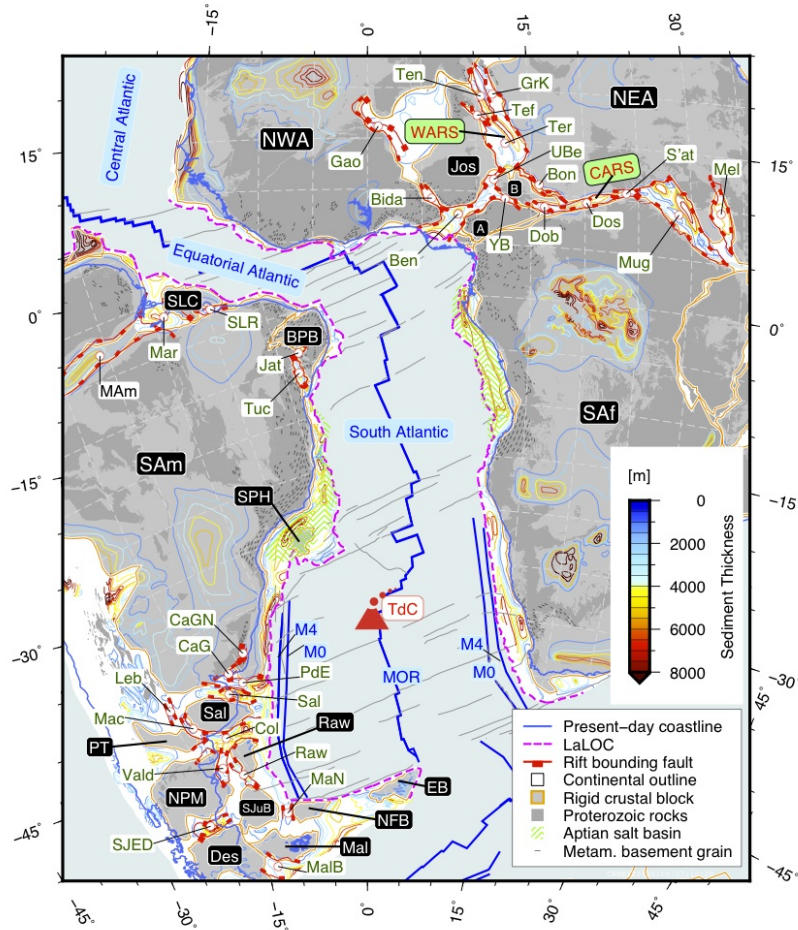 -15°
0°
15°
30°
Central Atlantic
Ten
GrK
NEA
NWA
Tef
WARS
Ter
15°
Gao
Jos
UBe
S'at
15°
Bon
CARS
Mel
B
Bida
A
Equatorial Atlantic
Ben
YB
Dob
Dos
Mug
SLC
0°
SLR
BPB
0°
Mar
Jat
MAm
Tuc
SAf
South Atlantic
SAm
[m]
-15°
SPH
0
-15°
2000
4000
6000
8000
Sediment Thickness
TdC
CaGN
M4
M0
M4
M0
-30°
CaG
PdE
MOR
-30°
Leb
Sal
45°
Sal
Mac
Col
Raw
PT
Raw
Vald
MaN
EB
NPM
SJuB
NFB
-45°
SJED
Mal
Des
MalB
Present-day coastline
LaLOC
Rift bounding fault
Continental outline
Rigid crustal block
Proterozoic rocks
Aptian salt basin
Metam. basement grain
-45°
-45°
-30°
-15°
0°
15°
30°
45°